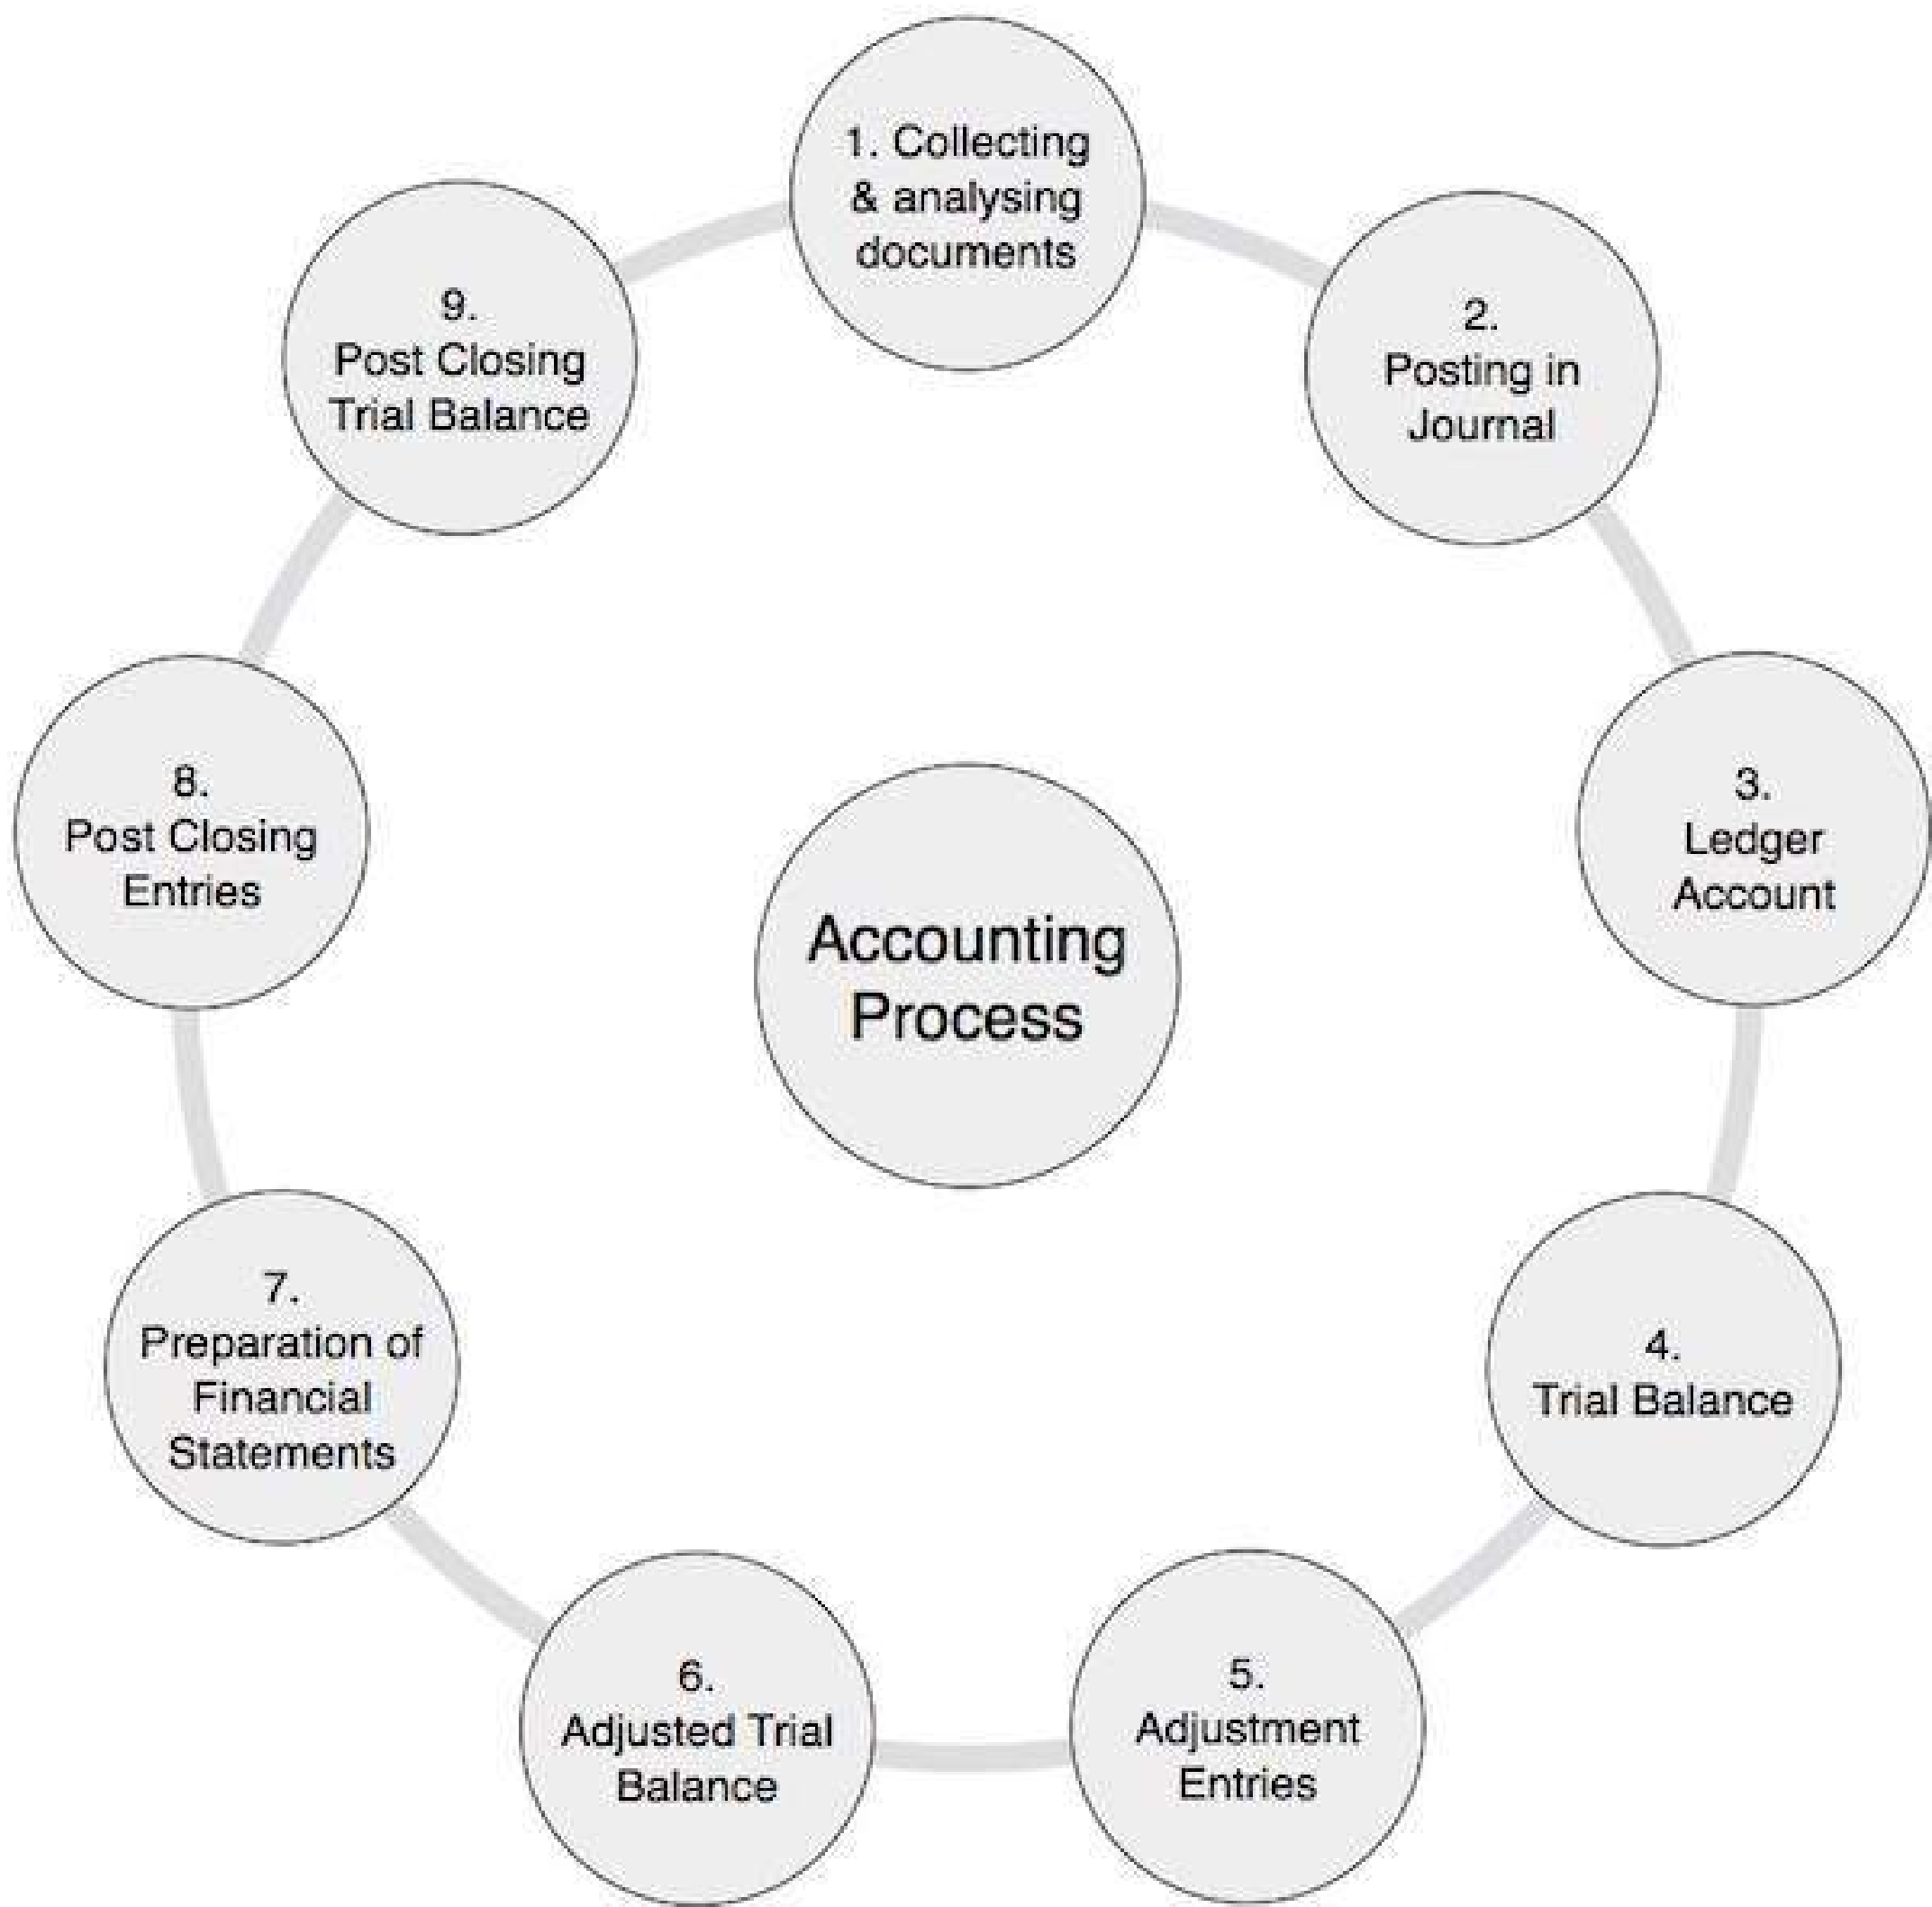 1. Collecting
& analysing
documents
2.
Posting in
Journal
3.
Ledger
Account
4.
Trial Balance
5.
Adjustment
Entries
6.
Adjusted Trial
Balance
7.
Preparation of
Financial
Statements
8.
Post Closing
Entries
9.
Post Closing
Trial Balance
Accounting
Process